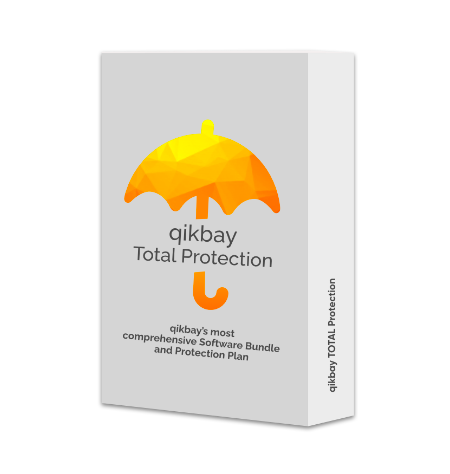 qikbay
Total Protection
qikbay's most
comprehensive Software Bundle
and Protection Plan
qikbay TOTAL Protection